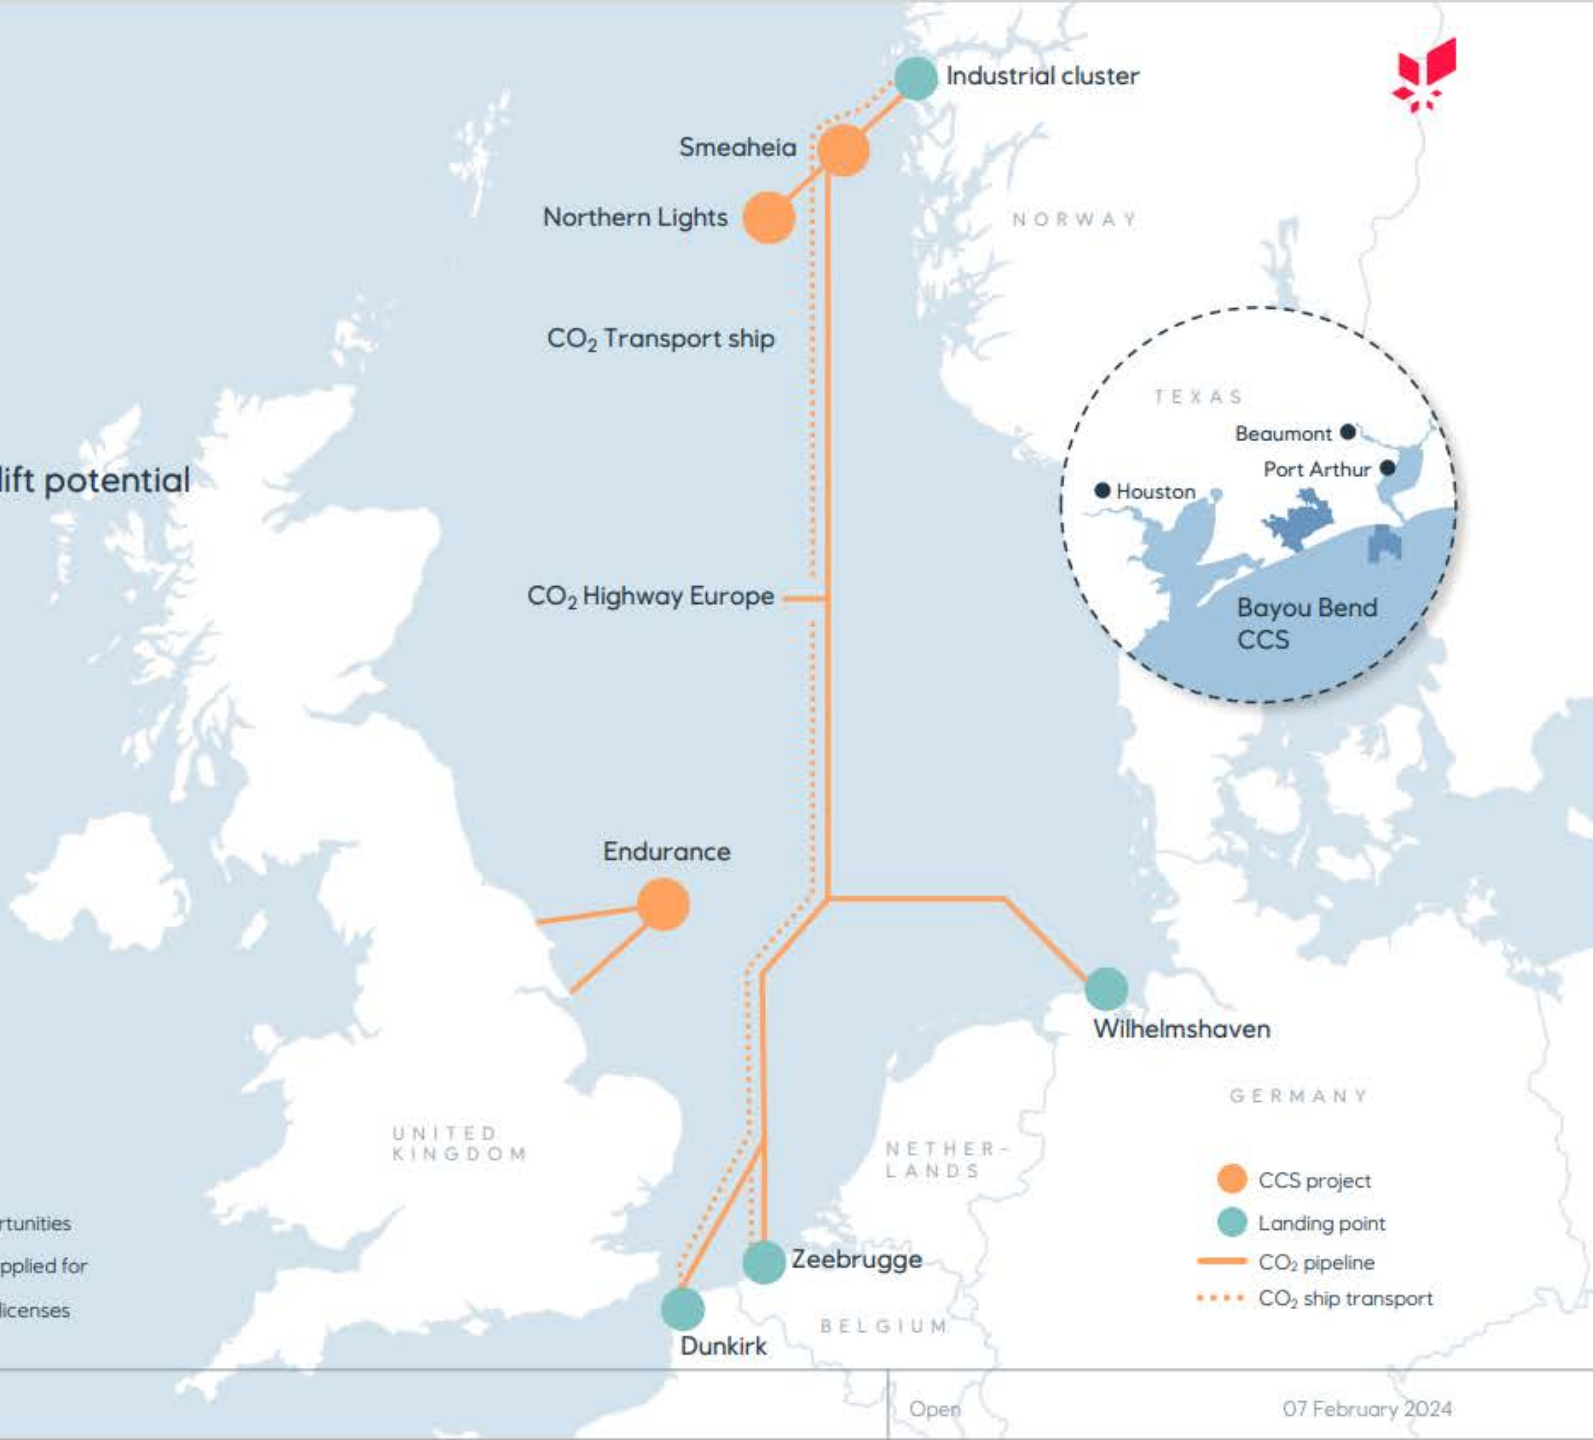 Industrial cluster
Smeaheia
Northern Lights
NORWAY
CO₂ Transport ship
TEXAS
Beaumont
Port Arthur
Houston
lift potential
CO₂ Highway Europe
Bayou Bend
CCS
Endurance
Wilhelmshaven
GERMANY
UNITED
KINGDOM
NETHER-
LANDS
CCS project
Landing point
CO₂ pipeline
CO₂ ship transport
rtunities
pplied for
licenses
Zeebrugge
BELGIUM
Dunkirk
Open
07 February 2024